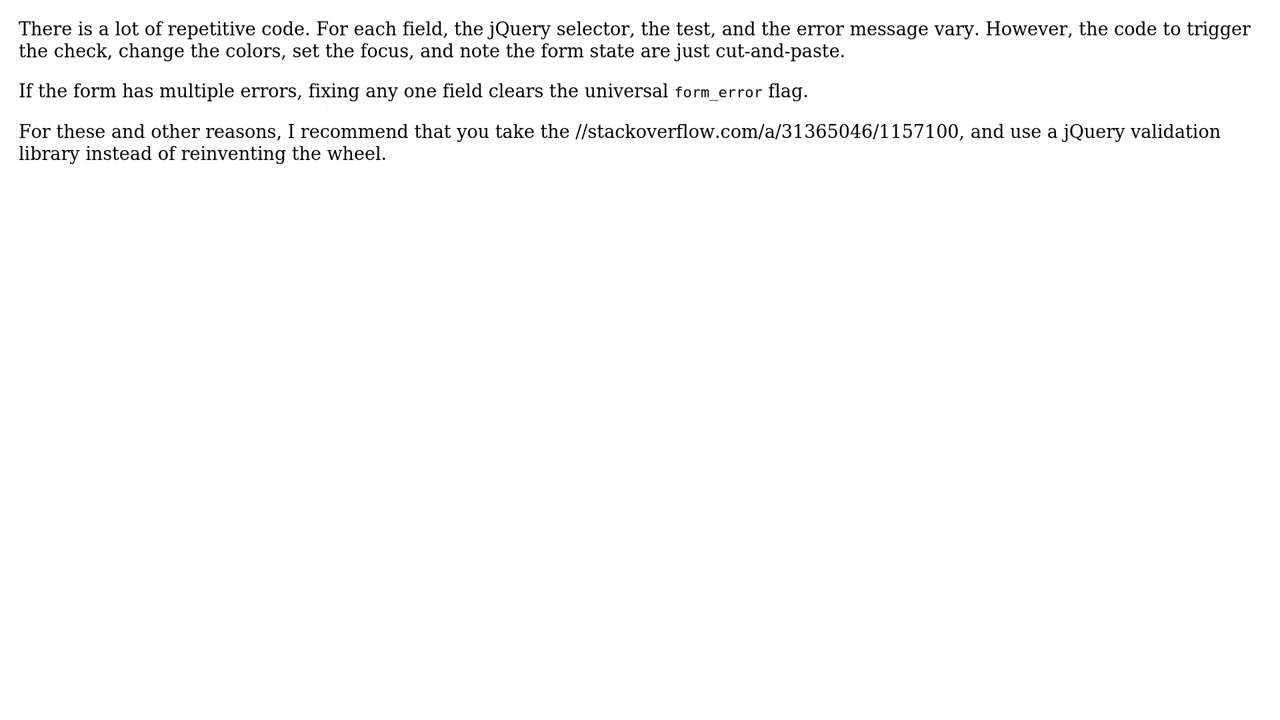 There is a lot of repetitive code. For each field, the jQuery selector, the test, and the error message vary. However, the code to trigger
the check, change the colors, set the focus, and note the form state are just cut-and-paste.
If the form has multiple errors, fixing any one field clears the universal form_error flag.
For these and other reasons, I recommend that you take the //stackoverflow.com/a/31365046/1157100, and use a jQuery validation
library instead of reinventing the wheel.